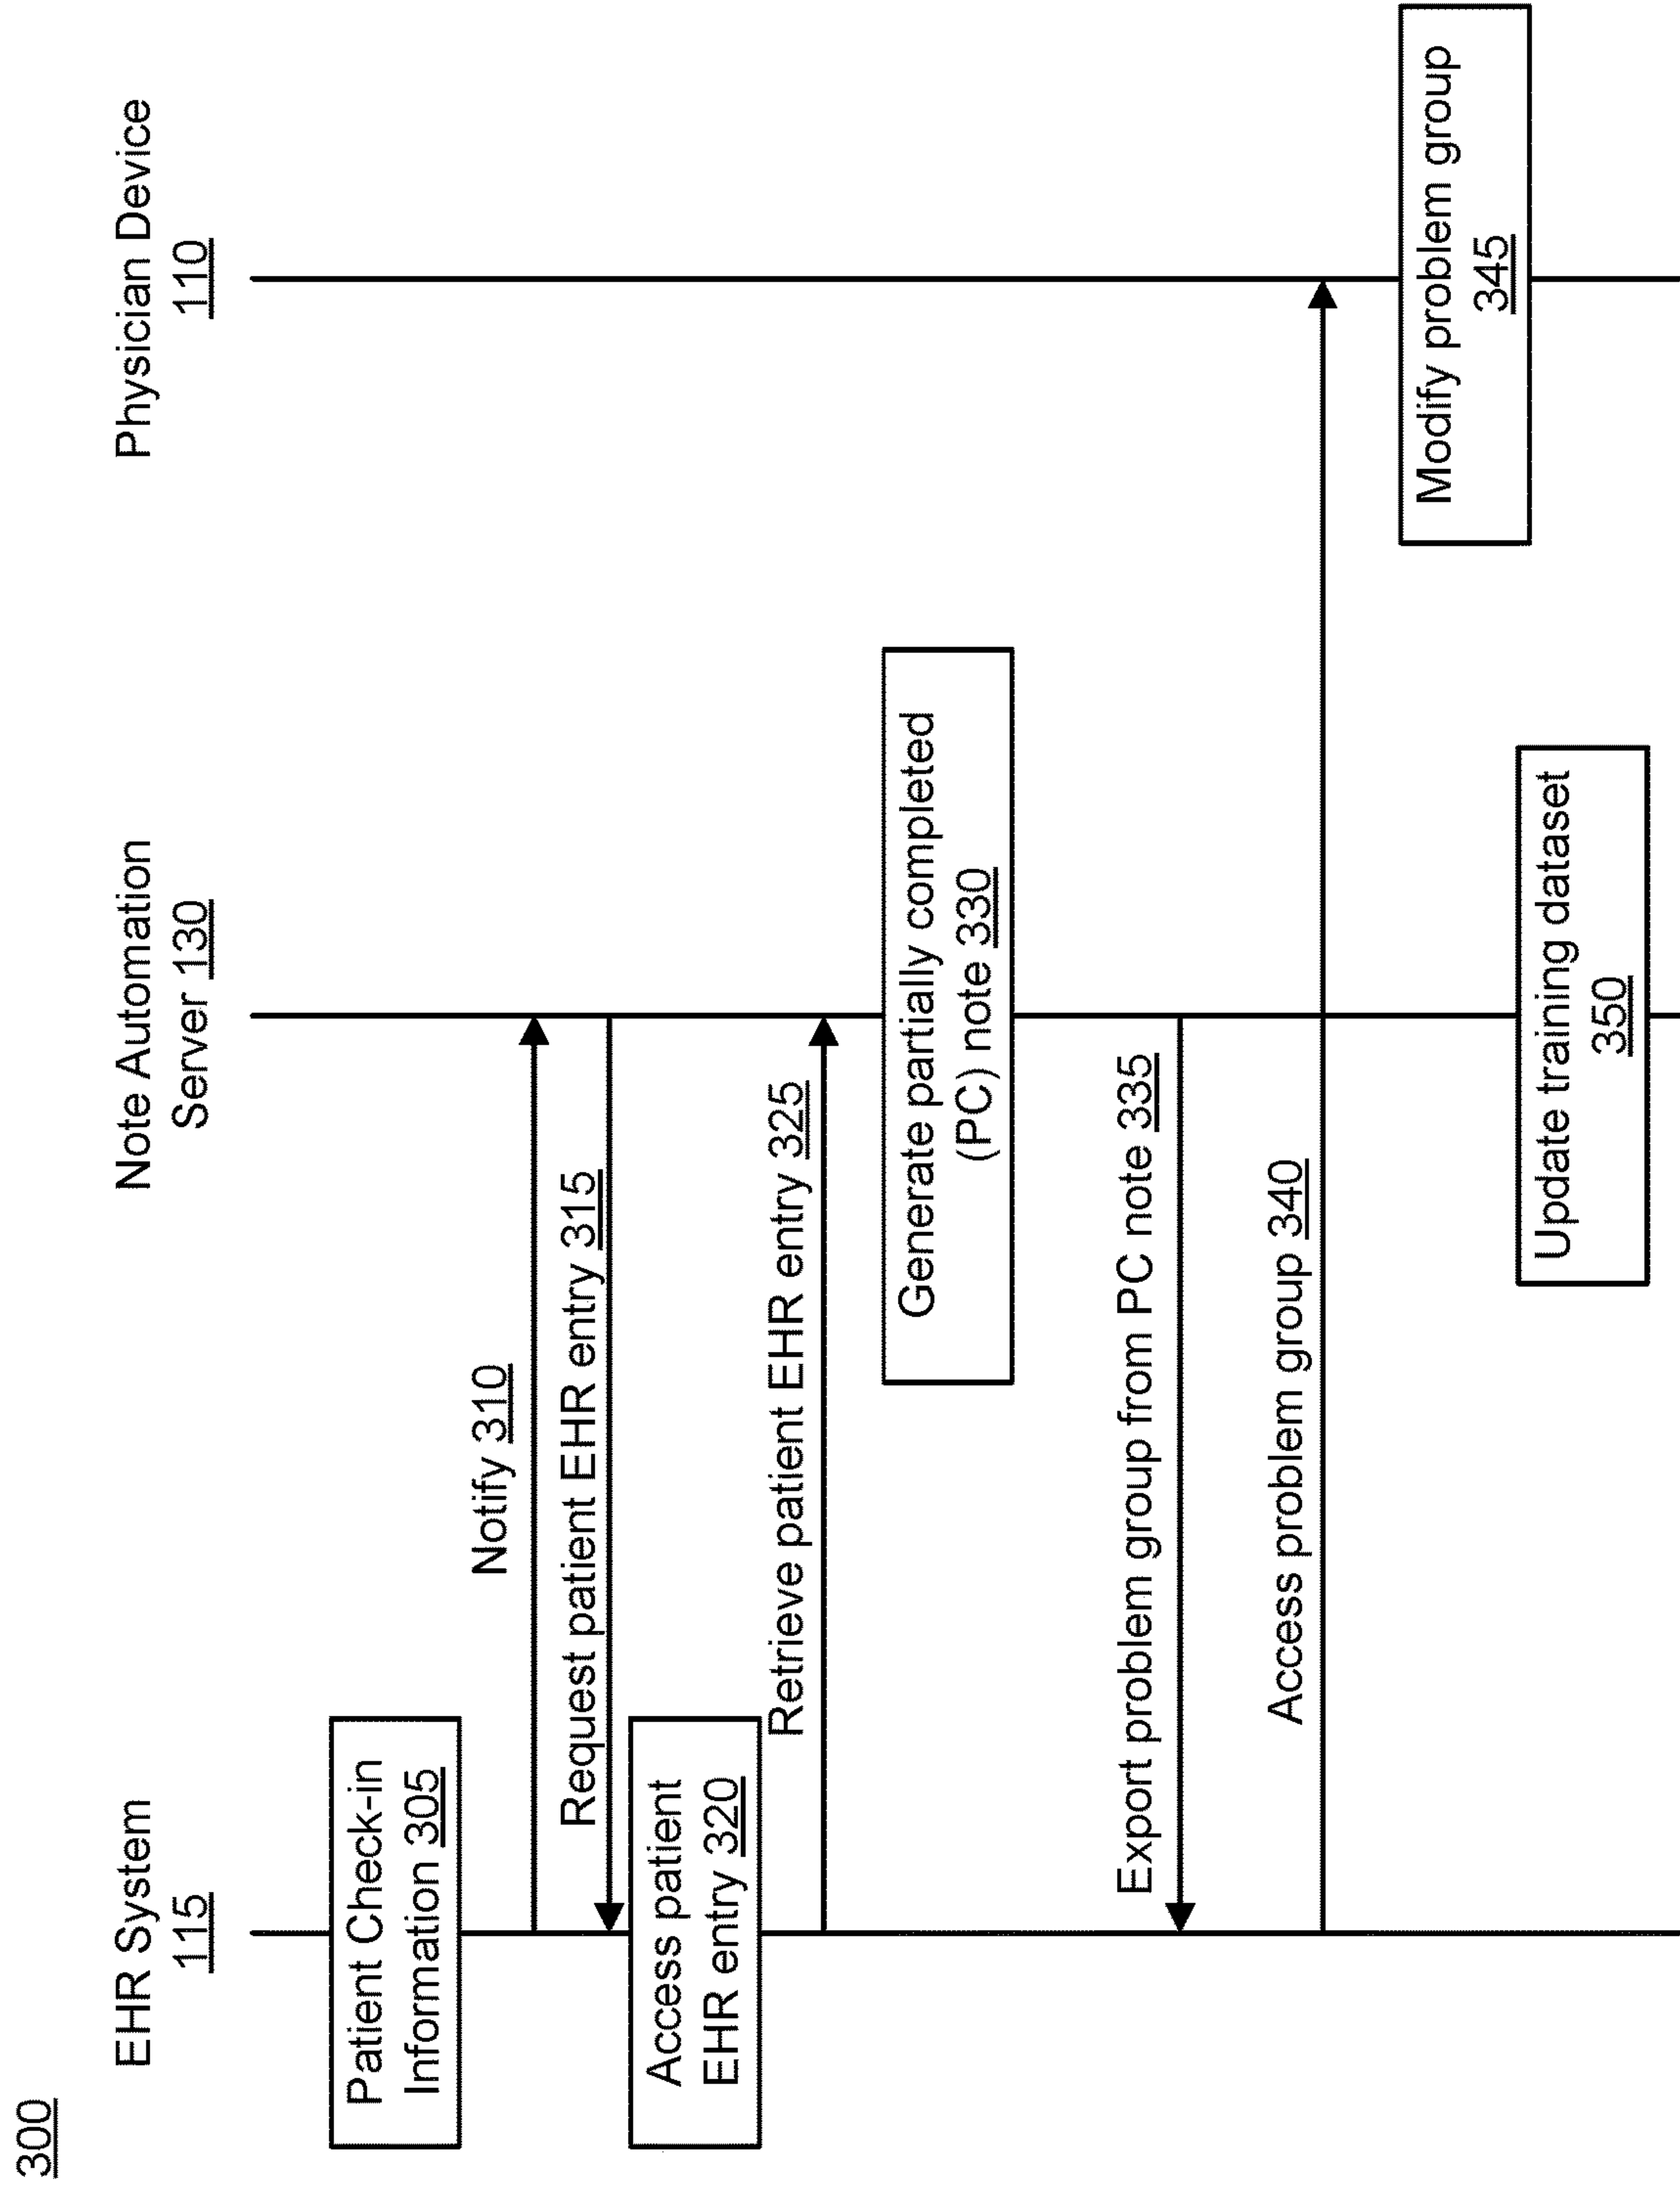 300
EHR System
115
Note Automation
Server 130
Physician Device
110
Patient Check-in
Information 305
Notify 310
Request patient EHR entry 315
Access patient
EHR entry 320
Retrieve patient EHR entry 325
Generate partially completed
(PC) note 330
Export problem group from PC note 335
Access problem group 340
Modify problem group
345
Update training dataset
350